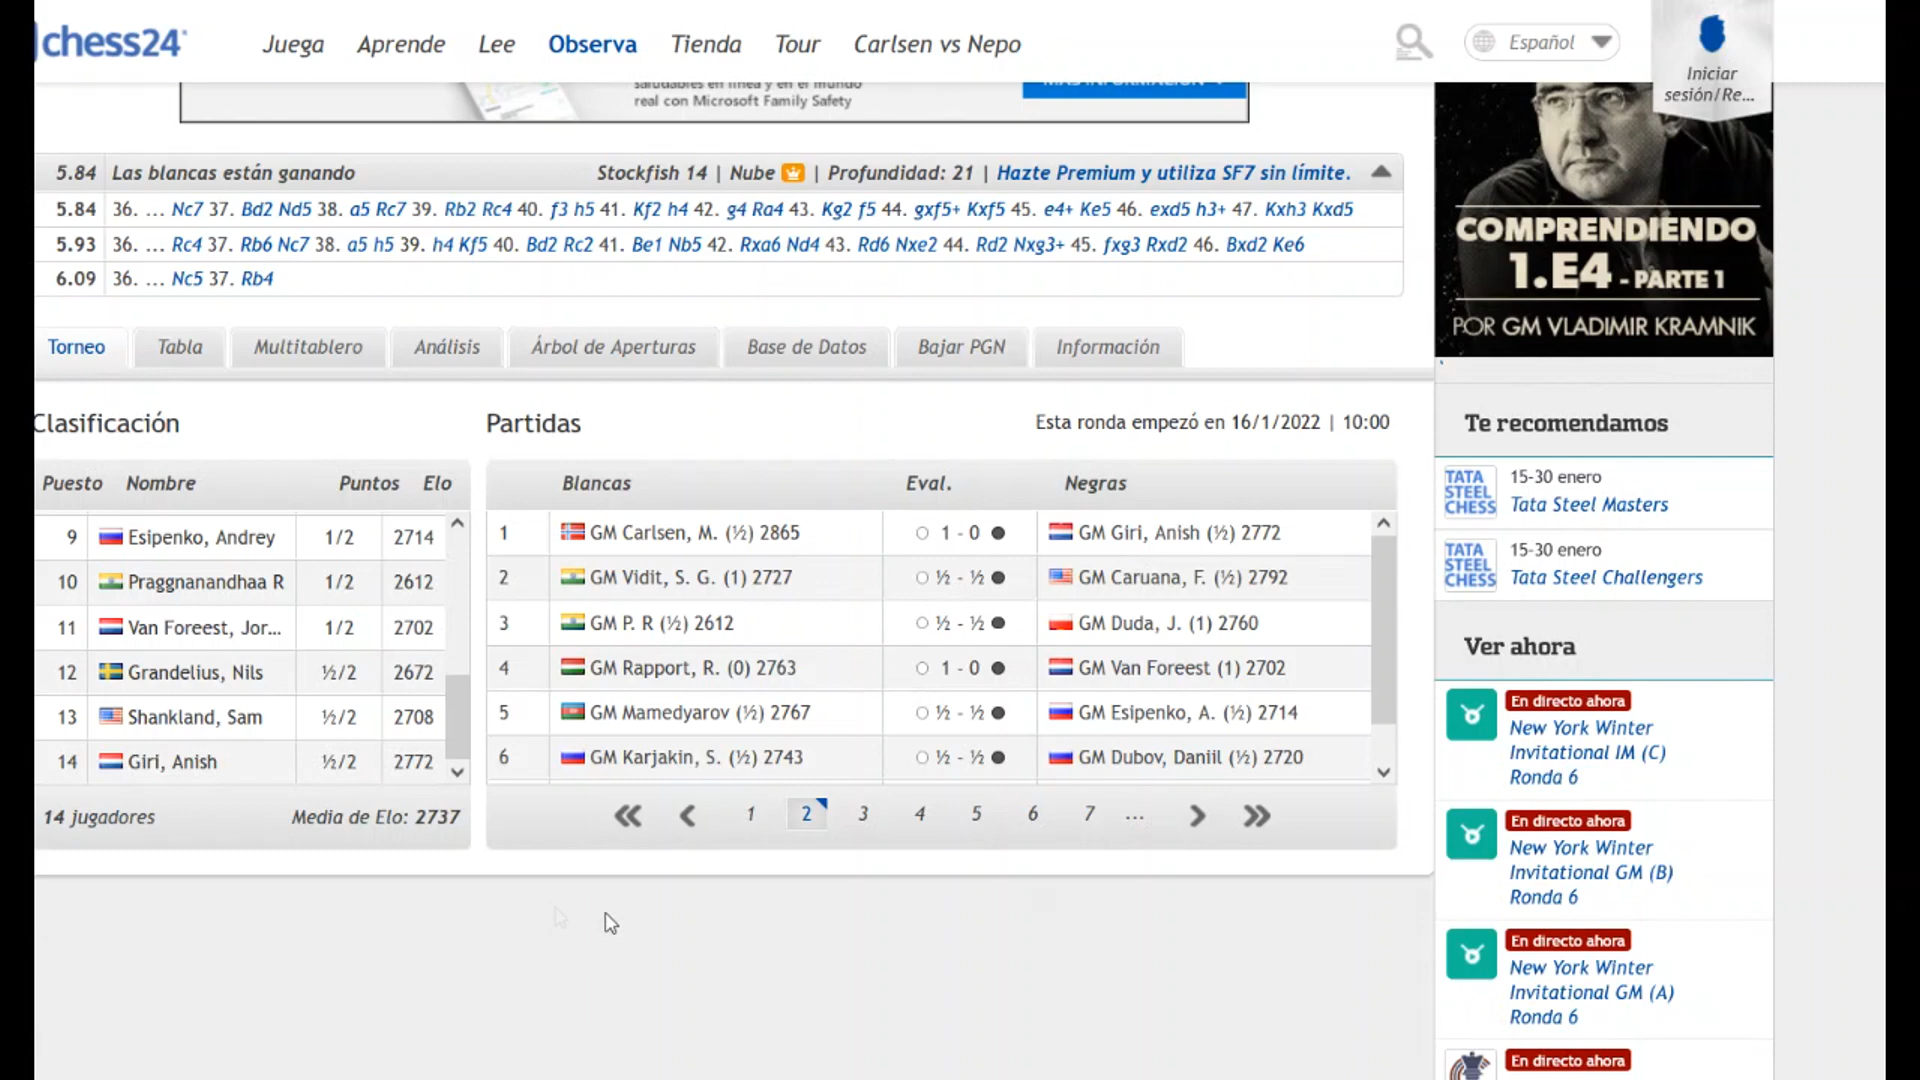 chess24
Juega Aprende Lee Observa Tienda Tour Carlsen vs Nepo
Español
Iniciar
sesión/Re...
saludables en línea y en el mundo
real con Microsoft Family Safety
MÁS INFORMACIÓN
5.84 Las blancas están ganando Stockfish 14 | Nube | Profundidad: 21 | Hazte Premium y utiliza SF7 sin límite.
5.84 36. ... Nc7 37. Bd2 Nd5 38. a5 Rc7 39. Rb2 Rc4 40. f3 h5 41. Kf2 h4 42. g4 Ra4 43. Kg2 f5 44. gxf5+ Kxf5 45. e4+ Ke5 46. exd5 h3+ 47. Kxh3 Kxd5
5.93 36. ... Rc4 37. Rb6 Nc7 38. a5 h5 39. h4 Kf5 40. Bd2 Rc2 41. Be1 Nb5 42. Rxa6 Nd4 43. Rd6 Nxe2 44. Rd2 Nxg3+ 45. fxg3 Rxd2 46. Bxd2 Ke6
6.09 36. ... Nc5 37. Rb4
COMPRENDIENDO
1.E4 - PARTE 1
POR GM VLADIMIR KRAMNIK
Torneo Tabla Multitablero Análisis Árbol de Aperturas Base de Datos Bajar PGN Información
Clasificación
Puesto Nombre Puntos Elo
9 Esipenko, Andrey 1/2 2714
10 Praggnanandhaa R 1/2 2612
11 Van Foreest, Jor... 1/2 2702
12 Grandelius, Nils ½/2 2672
13 Shankland, Sam ½/2 2708
14 Giri, Anish ½/2 2772
14 jugadores Media de Elo: 2737
Partidas Esta ronda empezó en 16/1/2022 | 10:00
Blancas Eval. Negras
1 GM Carlsen, M. (½) 2865 1 - 0 GM Giri, Anish (½) 2772
2 GM Vidit, S. G. (1) 2727 ½ - ½ GM Caruana, F. (½) 2792
3 GM P. R (½) 2612 ½ - ½ GM Duda, J. (1) 2760
4 GM Rapport, R. (0) 2763 1 - 0 GM Van Foreest (1) 2702
5 GM Mamedyarov (½) 2767 ½ - ½ GM Esipenko, A. (½) 2714
6 GM Karjakin, S. (½) 2743 ½ - ½ GM Dubov, Daniil (½) 2720
1 2 3 4 5 6 7 ...
Te recomendamos
TATA
STEEL
CHESS
15-30 enero
Tata Steel Masters
TATA
STEEL
CHESS
15-30 enero
Tata Steel Challengers
Ver ahora
En directo ahora
New York Winter
Invitational IM (C)
Ronda 6
En directo ahora
New York Winter
Invitational GM (B)
Ronda 6
En directo ahora
New York Winter
Invitational GM (A)
Ronda 6
En directo ahora